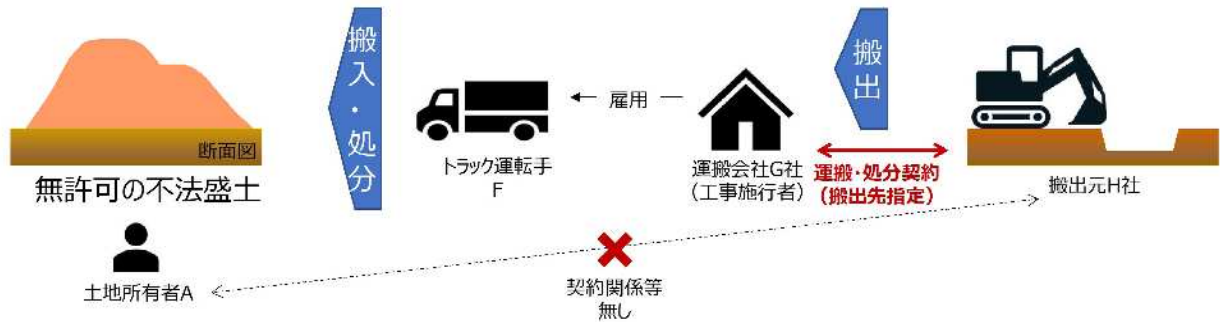 搬入・処分
搬出
断面図
無許可の不法盛土
土地所有者A
トラック運転手
F
雇用
運搬会社G社
（工事施行者）
運搬・処分契約
（搬出先指定）
搬出元H社
契約関係等
無し